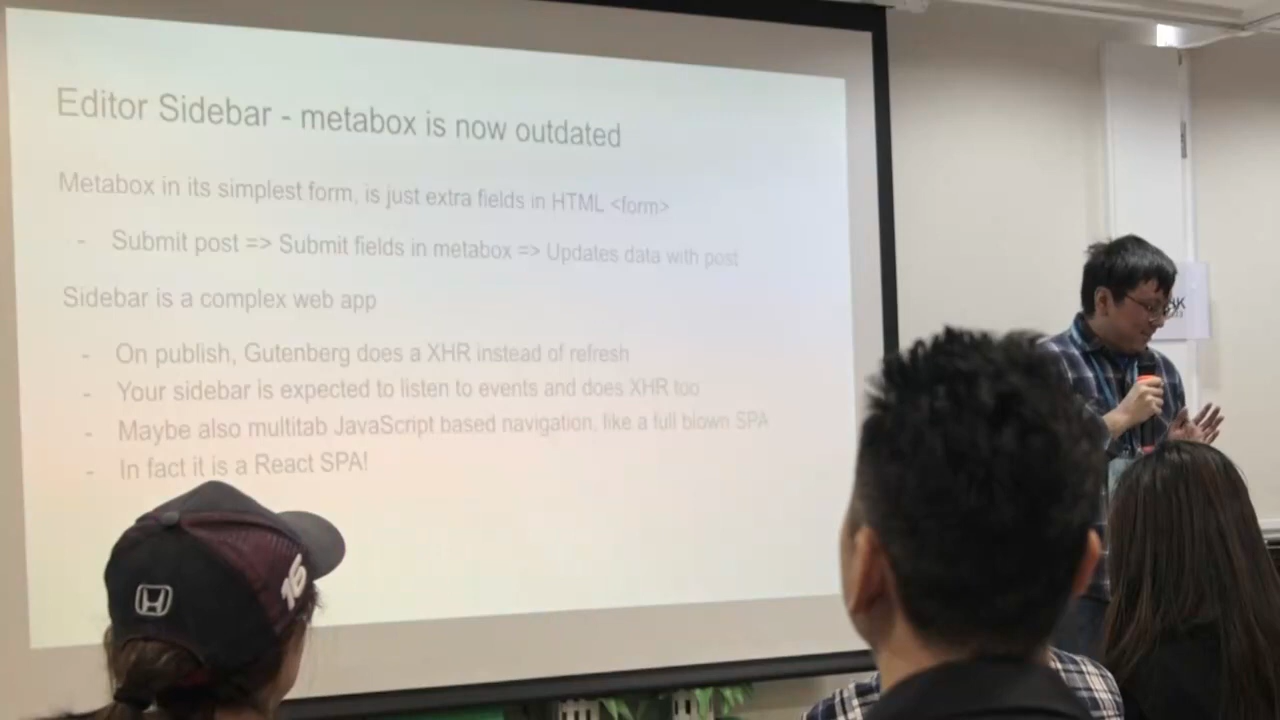 Editor Sidebar - metabox is now outdated
Metabox in its simplest form, is just extra fields in HTML <form>
- Submit post => Submit fields in metabox => Updates data with post
Sidebar is a complex web app
- On publish, Gutenberg does a XHR instead of refresh
- Your sidebar is expected to listen to events and does XHR too
- Maybe also multitab JavaScript based navigation, like a full blown SPA
- In fact it is a React SPA!
16